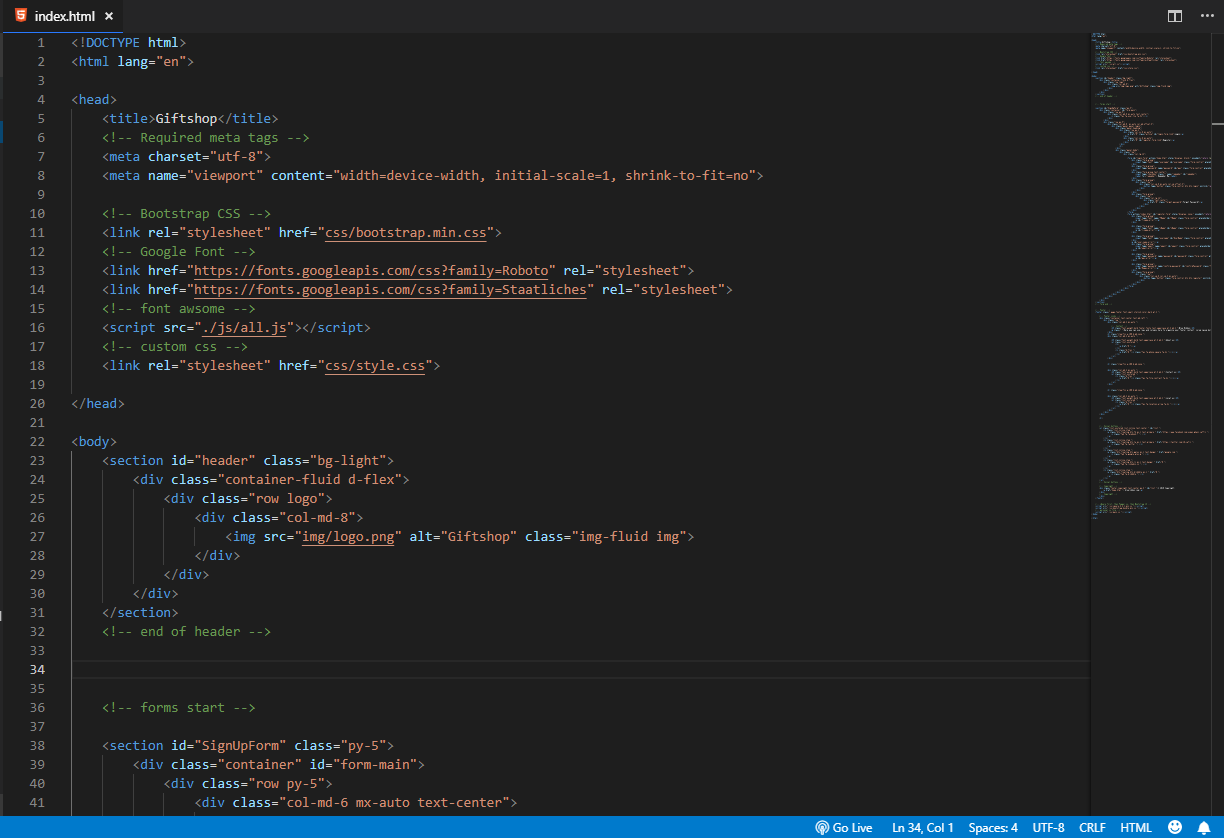 index.html ×
1 <!DOCTYPE html>
2 <html lang="en">
3
4 <head>
5 <title>Giftshop</title>
6 <!-- Required meta tags -->
7 <meta charset="utf-8">
8 <meta name="viewport" content="width=device-width, initial-scale=1, shrink-to-fit=no">
9
10 <!-- Bootstrap CSS -->
11 <link rel="stylesheet" href="css/bootstrap.min.css">
12 <!-- Google Font -->
13 <link href="https://fonts.googleapis.com/css?family=Roboto" rel="stylesheet">
14 <link href="https://fonts.googleapis.com/css?family=Staatliches" rel="stylesheet">
15 <!-- font awsome -->
16 <script src="./js/all.js"></script>
17 <!-- custom css -->
18 <link rel="stylesheet" href="css/style.css">
19
20 </head>
21
22 <body>
23 <section id="header" class="bg-light">
24 <div class="container-fluid d-flex">
25 <div class="row logo">
26 <div class="col-md-8">
27 <img src="img/logo.png" alt="Giftshop" class="img-fluid img">
28 </div>
29 </div>
30 </div>
31 </section>
32 <!-- end of header -->
33
34
35
36 <!-- forms start -->
37
38 <section id="SignUpForm" class="py-5">
39 <div class="container" id="form-main">
40 <div class="row py-5">
41 <div class="col-md-6 mx-auto text-center">
Go Live Ln 34, Col 1 Spaces: 4 UTF-8 CRLF HTML